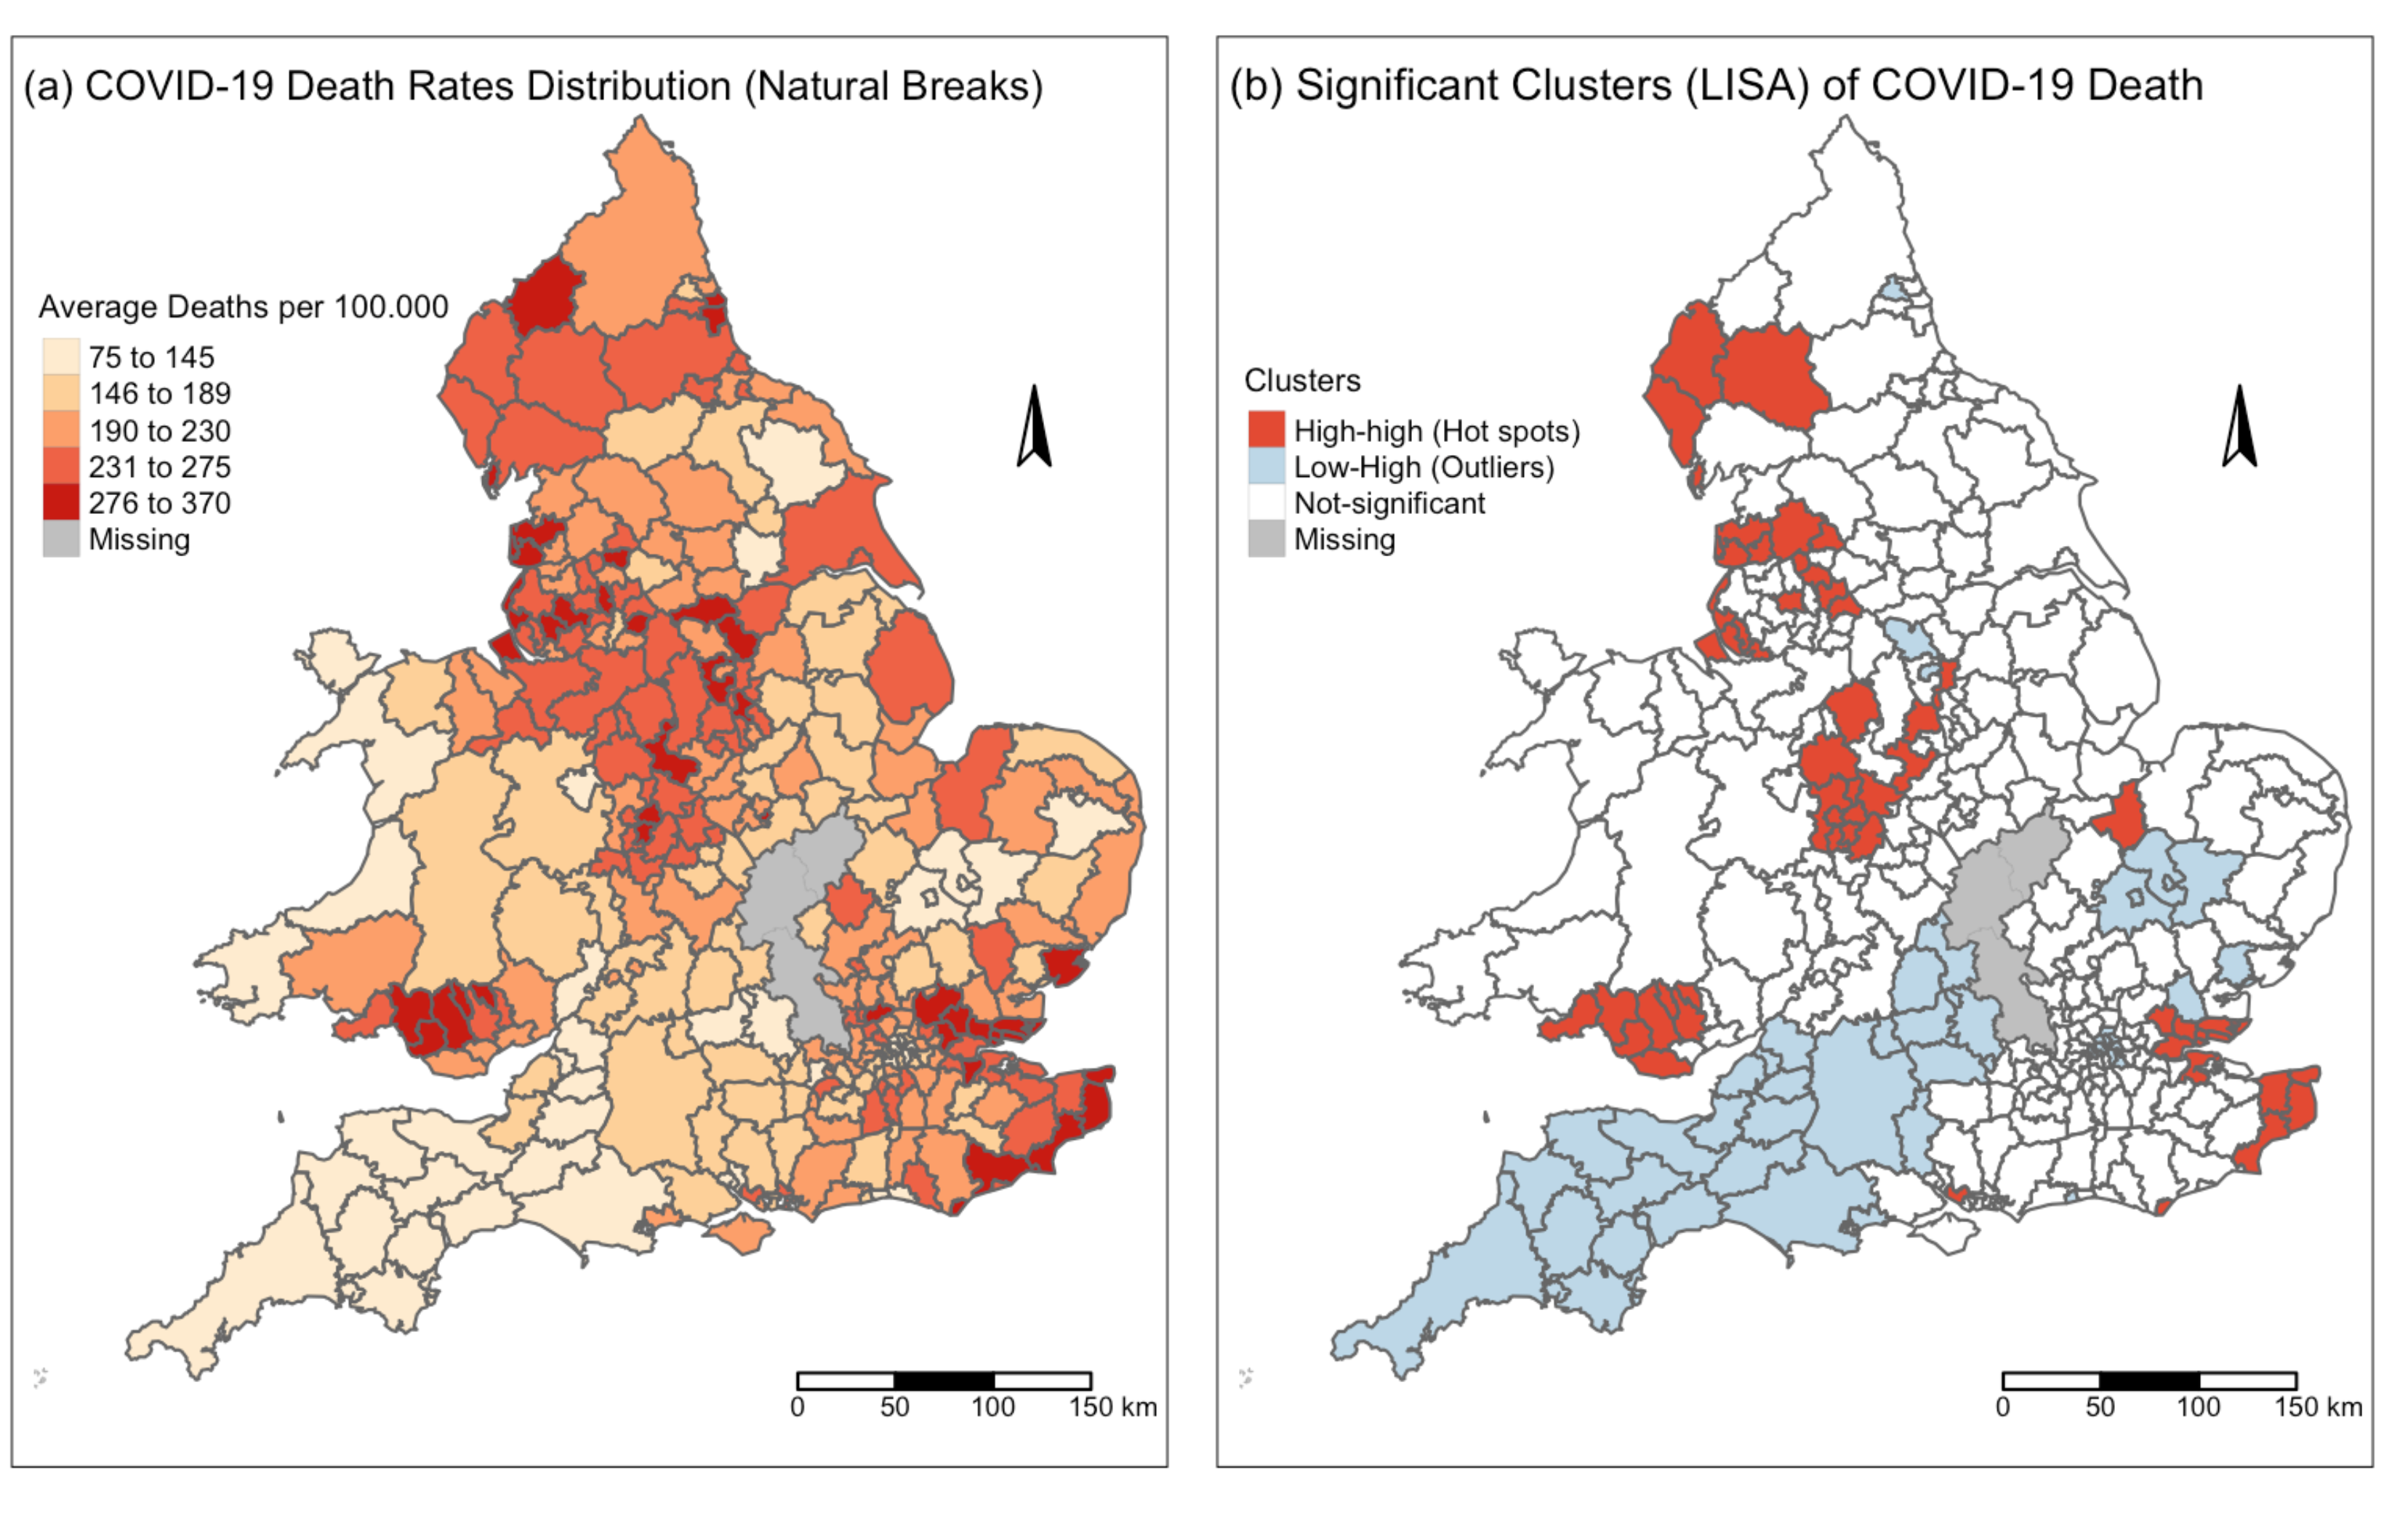 (a) COVID-19 Death Rates Distribution (Natural Breaks)
Average Deaths per 100.000
75 to 145
146 to 189
190 to 230
231 to 275
276 to 370
Missing
0 50 100 150 km
(b) Significant Clusters (LISA) of COVID-19 Death
Clusters
High-high (Hot spots)
Low-High (Outliers)
Not-significant
Missing
0 50 100 150 km